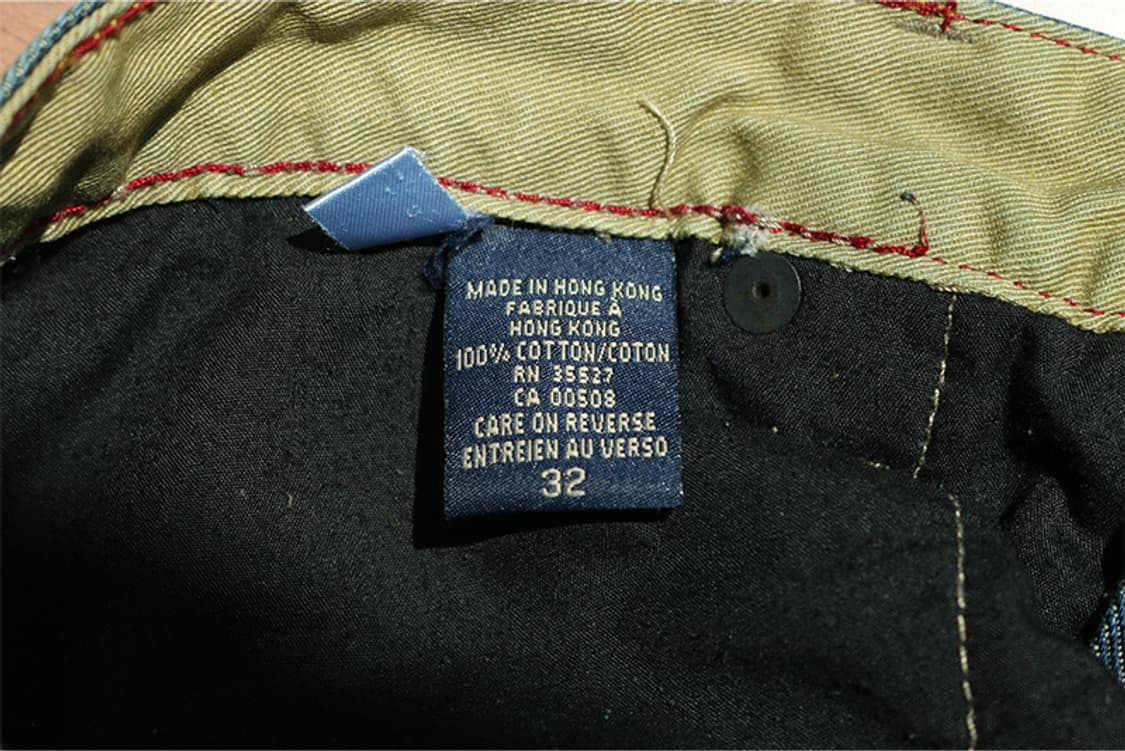 MADE IN HONG KONG
FABRIQUE À
HONG KONG
100% COTTON/COTON
RN 35527
CA 00508
CARE ON REVERSE
ENTREIEN AU VERSO
32